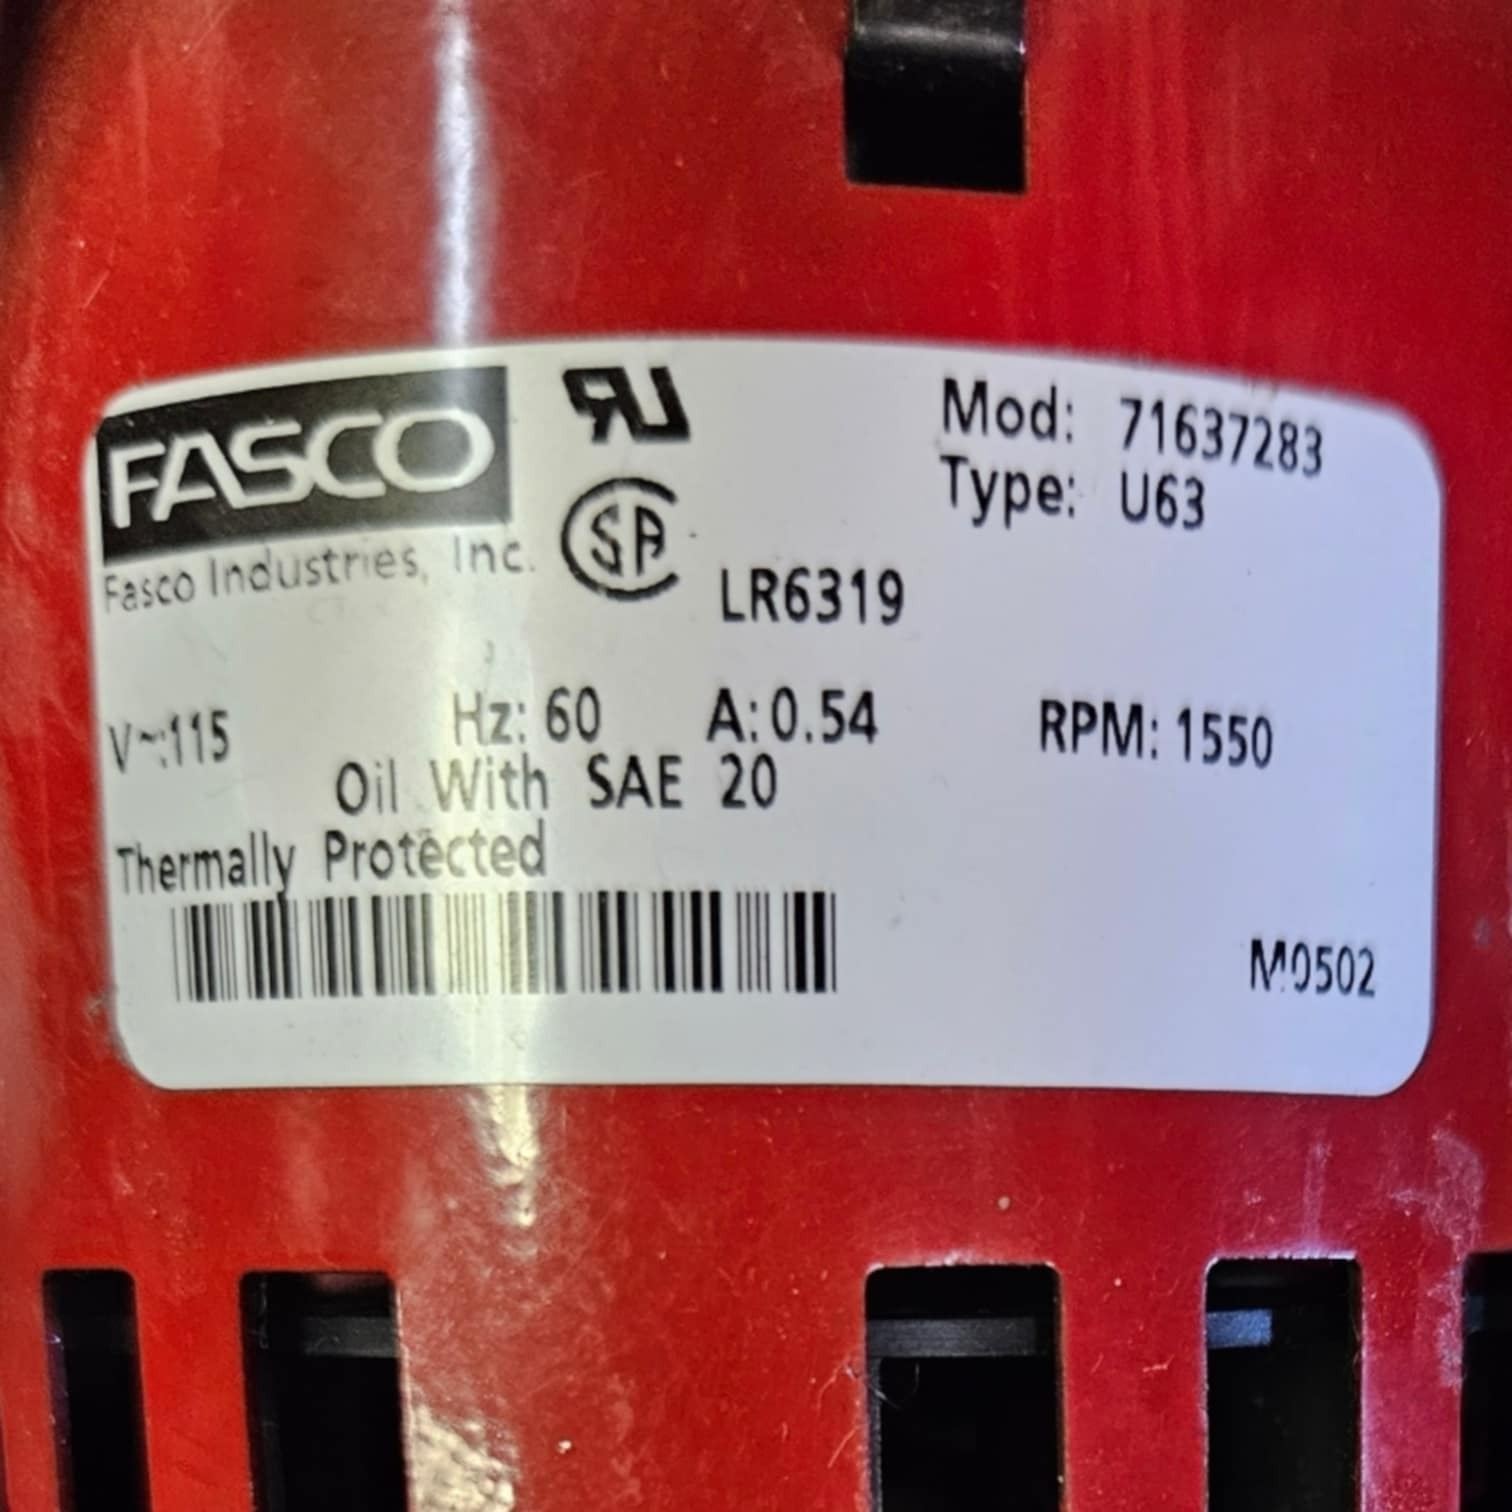 FASCO
Fasco Industries, Inc.
LR6319
Mod: 71637283
Type: U63
V~:115 Hz: 60 A:0.54 RPM: 1550
Oil With SAE 20
Thermally Protected
M0502